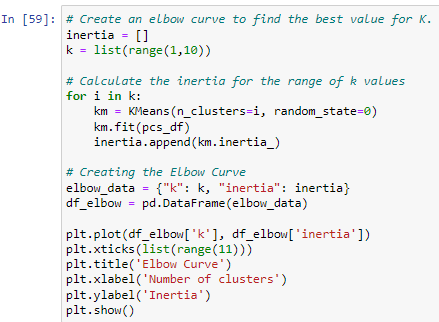 In [59]: # Create an elbow curve to find the best value for K.
inertia = []
k = list(range(1,10))

# Calculate the inertia for the range of k values
for i in k:
    km = KMeans(n_clusters=i, random_state=0)
    km.fit(pcs_df)
    inertia.append(km.inertia_)

# Creating the Elbow Curve
elbow_data = {"k": k, "inertia": inertia}
df_elbow = pd.DataFrame(elbow_data)

plt.plot(df_elbow['k'], df_elbow['inertia'])
plt.xticks(list(range(11)))
plt.title('Elbow Curve')
plt.xlabel('Number of clusters')
plt.ylabel('Inertia')
plt.show()